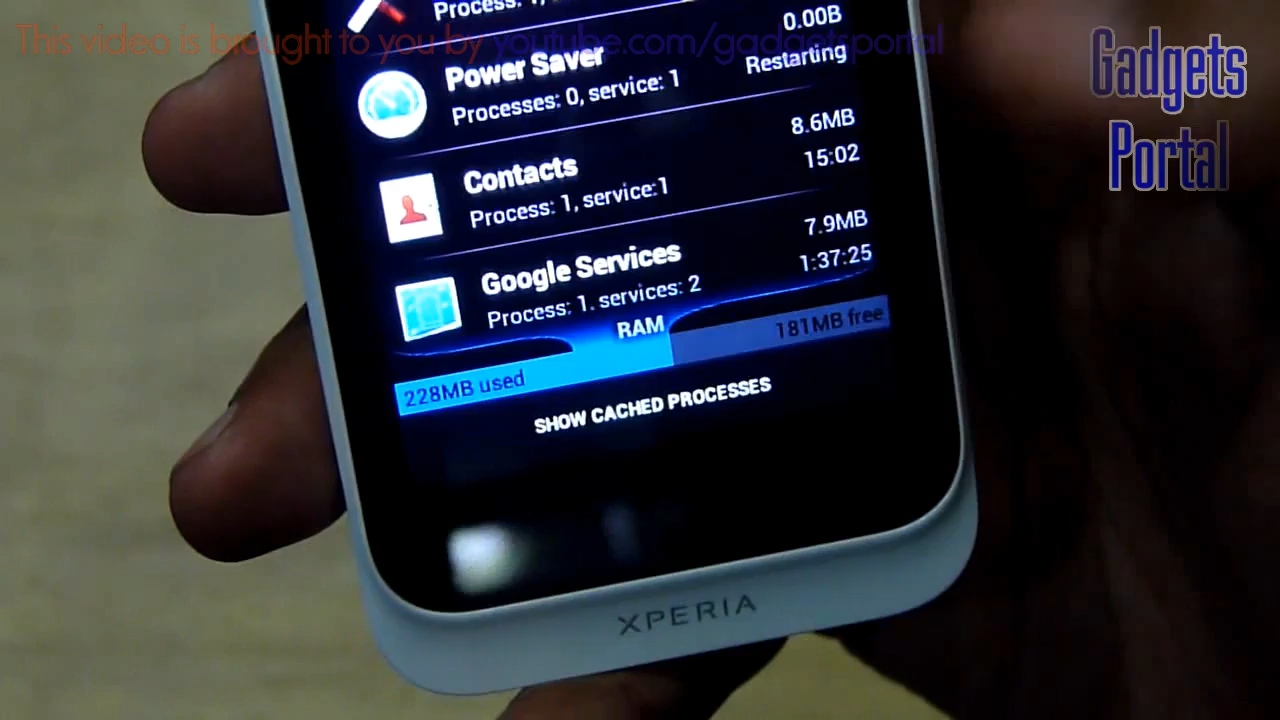 This video is brought to you by youtube.com/gadgetsportal
Gadgets
Portal
0.00B
Power Saver
Restarting
Processes: 0, service: 1
8.6MB
Contacts
15:02
Process: 1, service:1
7.9MB
Google Services
1:37:25
Process: 1. services: 2
RAM
181MB free
228MB used
SHOW CACHED PROCESSES
XPERIA